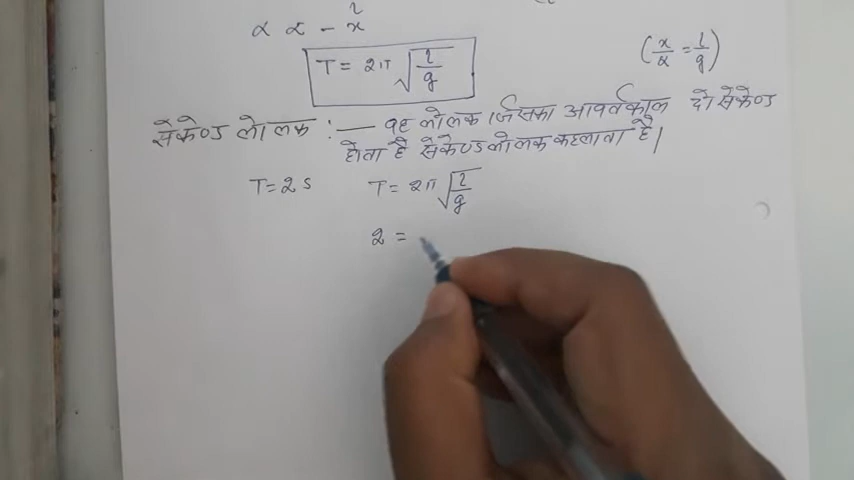 α α - x
T = 2π √l/g
(x/α = l/g)
सेकेण्ड लोलक :— वह लोलक जिसका आवर्तकाल दो सेकेण्ड
होता है सेकेण्ड लोलक कहलाता है।
T = 2 s T = 2π √l/g
2 =